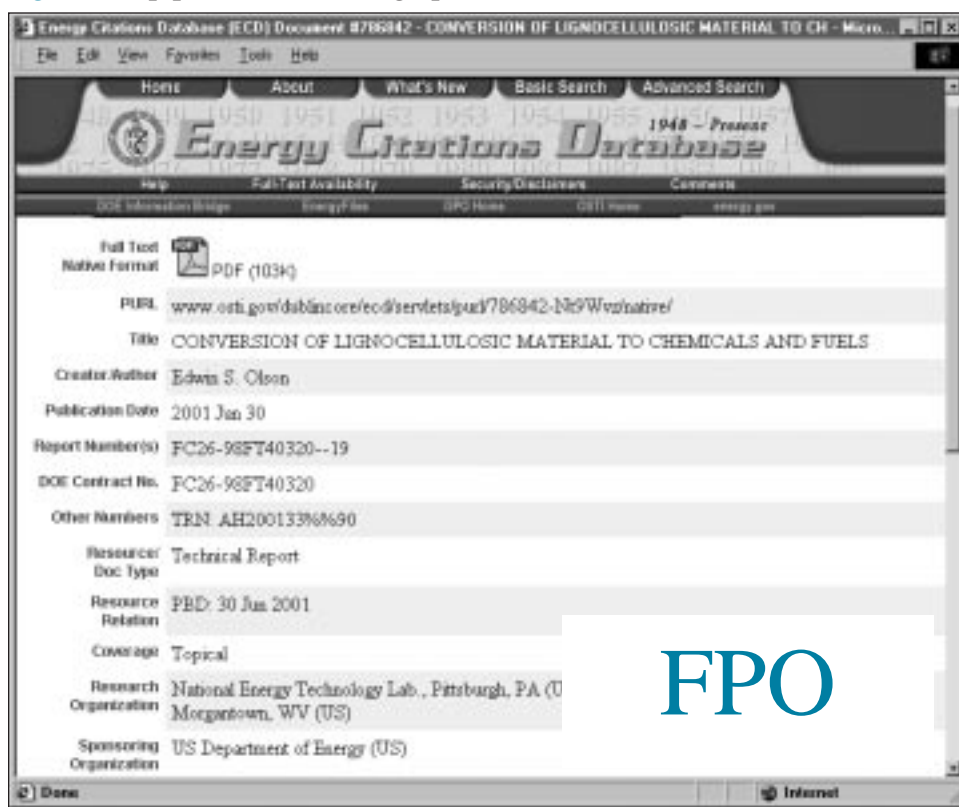 Energy Citations Database (ECD) Document #786842 - CONVERSION OF LIGNOCELLULOSIC MATERIAL TO CH - Micro...
File Edit View Favorites Tools Help
Home About What's New Basic Search Advanced Search
Energy Citations Database
1948 - Present
Help Full-Text Availability Security/Disclaimers Comments
DOE Information Bridge EnergyFiles GPO Home OSTI Home energy.gov
Full Text
Native Format
PDF (103K)
PURL www.osti.gov/dublincore/ecd/servlets/purl/786842-Nt9Wvz/native/
Title CONVERSION OF LIGNOCELLULOSIC MATERIAL TO CHEMICALS AND FUELS
Creator/Author Edwin S. Olson
Publication Date 2001 Jun 30
Report Number(s) FC26-98FT40320--19
DOE Contract No. FC26-98FT40320
Other Numbers TRN: AH200133%%90
Resource/
Doc Type
Technical Report
Resource
Relation
PBD: 30 Jun 2001
Coverage Topical
Research
Organization
National Energy Technology Lab., Pittsburgh, PA (U
Morgantown, WV (US)
Sponsoring
Organization
US Department of Energy (US)
FPO
Done Internet